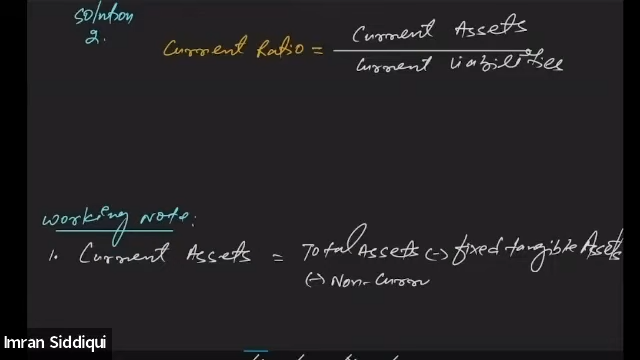 Solution
2.
Current Ratio = Current Assets
Current Liabilities
Working Note:
1. Current Assets = Total Assets (-) Fixed tangible Assets
(-) Non-Curren
Imran Siddiqui